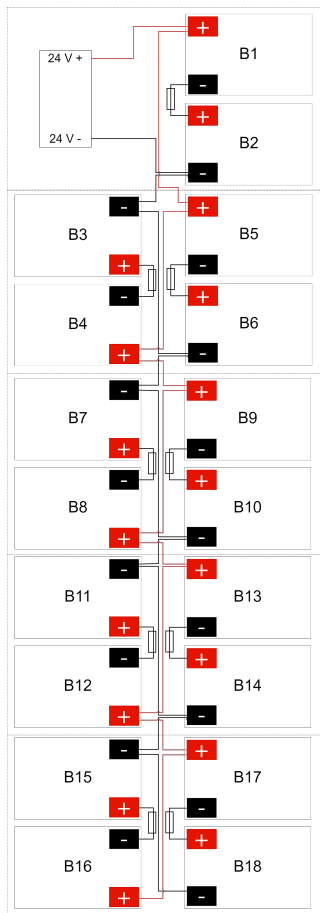 +
B1
24 V +
-
+
24 V -
B2
-
-
+
B3
B5
+
-
-
+
B4
B6
+
-
-
+
B7
B9
+
-
-
+
B8
B10
+
-
-
+
B11
B13
+
-
-
+
B12
B14
+
-
-
+
B15
B17
+
-
-
+
B16
B18
+
-